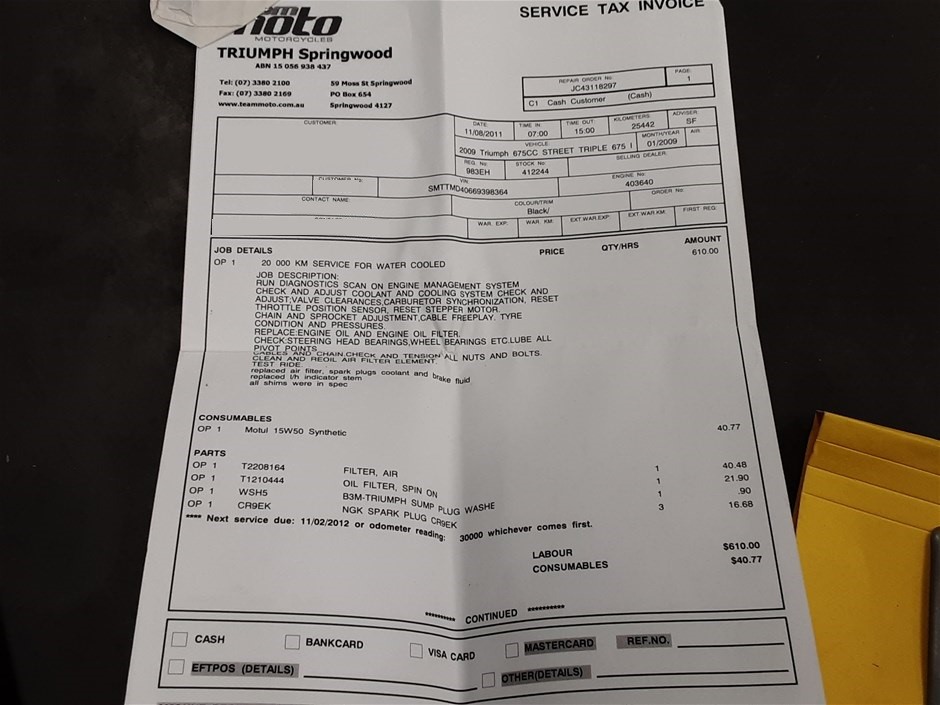 SERVICE TAX INVOICE
moto
MOTORCYCLES
TRIUMPH Springwood
ABN 15 056 938 437
Tel: (07) 3380 2100 59 Moss St Springwood
Fax: (07) 3380 2169 PO Box 654
www.teammoto.com.au Springwood 4127
REPAIR ORDER No: PAGE:
JC43118297 1
C1 Cash Customer (Cash)
CUSTOMER DATE: TIME IN: TIME OUT: KILOMETERS ADVISER
11/08/2011 07:00 15:00 25442 SF
VEHICLE: MONTH/YEAR AIR:
2009 Triumph 675CC STREET TRIPLE 675 I 01/2009
REG. No: STOCK No: SELLING DEALER:
983EH 412244
CUSTOMER No: VIN: ENGINE No:
SMTTMD40669398364 403640
CONTACT NAME: COLOUR/TRIM ORDER No:
Black/
WAR. EXP: WAR. KM: EXT.WAR.EXP: EXT.WAR.KM: FIRST REG:
JOB DETAILS PRICE QTY/HRS AMOUNT
OP 1 20 000 KM SERVICE FOR WATER COOLED 610.00
JOB DESCRIPTION:
RUN DIAGNOSTICS SCAN ON ENGINE MANAGEMENT SYSTEM
CHECK AND ADJUST COOLANT AND COOLING SYSTEM CHECK AND
ADJUST;VALVE CLEARANCES,CARBURETOR SYNCHRONIZATION, RESET
THROTTLE POSITION SENSOR, RESET STEPPER MOTOR.
CHAIN AND SPROCKET ADJUSTMENT,CABLE FREEPLAY. TYRE
CONDITION AND PRESSURES.
REPLACE:ENGINE OIL AND ENGINE OIL FILTER.
CHECK:STEERING HEAD BEARINGS,WHEEL BEARINGS ETC.LUBE ALL
PIVOT POINTS
CABLES AND CHAIN.CHECK AND TENSION ALL NUTS AND BOLTS.
CLEAN AND REOIL AIR FILTER ELEMENT.
TEST RIDE.
replaced air filter, spark plugs coolant and brake fluid
replaced l/h indicator stem
all shims were in spec
CONSUMABLES
OP 1 Motul 15W50 Synthetic 40.77
PARTS
OP 1 T2208164 FILTER, AIR 1 40.48
OP 1 T1210444 OIL FILTER, SPIN ON 1 21.90
OP 1 WSH5 B3M-TRIUMPH SUMP PLUG WASHE 1 .90
OP 1 CR9EK NGK SPARK PLUG CR9EK 3 16.68
**** Next service due: 11/02/2012 or odometer reading: 30000 whichever comes first.
LABOUR $610.00
CONSUMABLES $40.77
********** CONTINUED **********
CASH BANKCARD VISA CARD MASTERCARD REF.NO.
EFTPOS (DETAILS) OTHER(DETAILS)